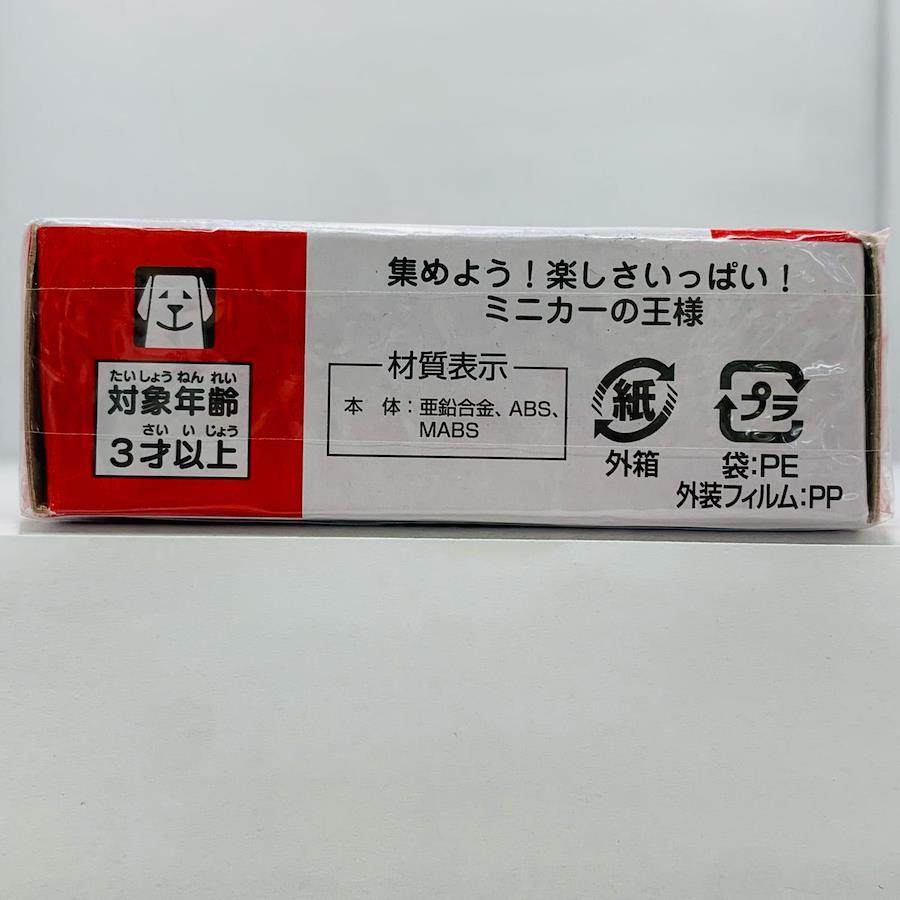 集めよう!楽しさいっぱい!
ミニカーの王様
たいしょうねんれい
対象年齢
さいいじょう
3才以上
材質表示
本 体:亜鉛合金、ABS、
MABS
紙
外箱
プラ
袋:PE
外装フィルム:PP